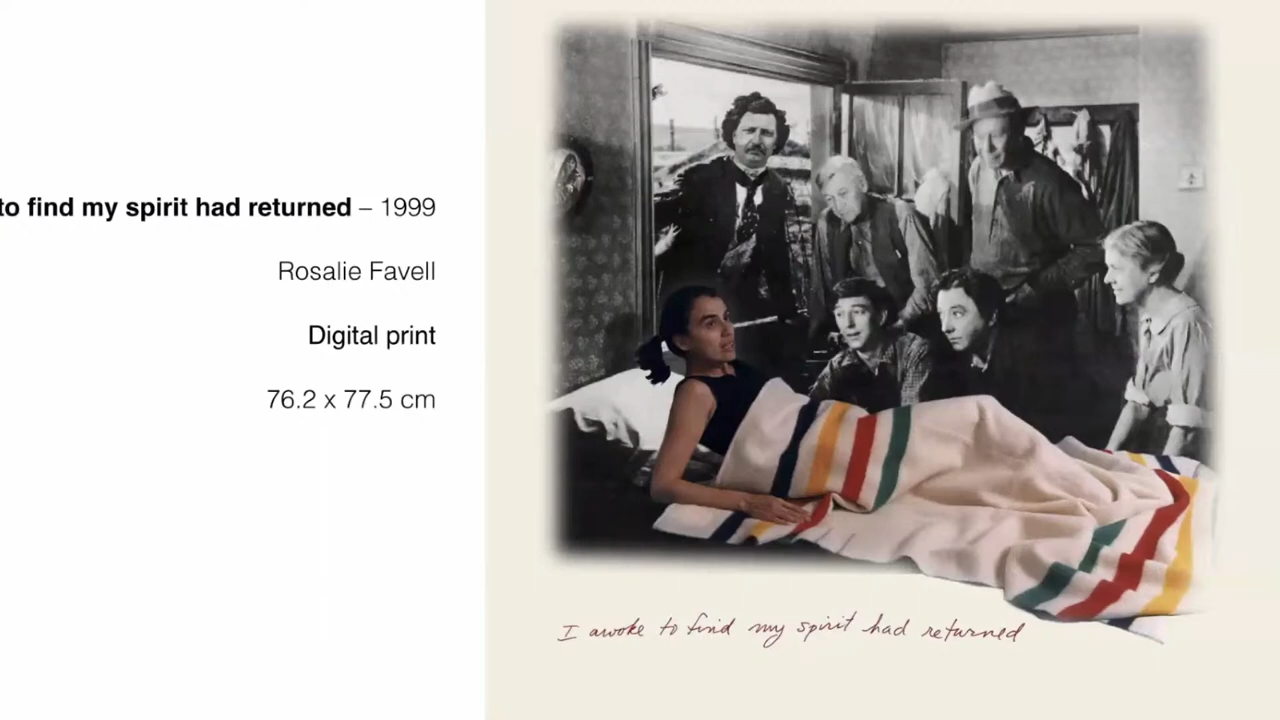 to find my spirit had returned – 1999
Rosalie Favell
Digital print
76.2 x 77.5 cm
I awoke to find my spirit had returned